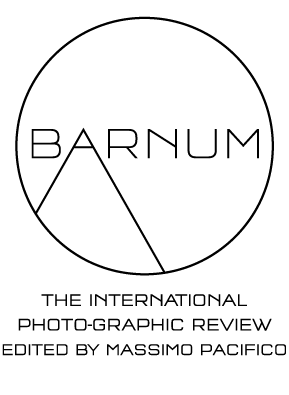 BARNUM
THE INTERNATIONAL
PHOTO-GRAPHIC REVIEW
EDITED BY MASSIMO PACIFICO